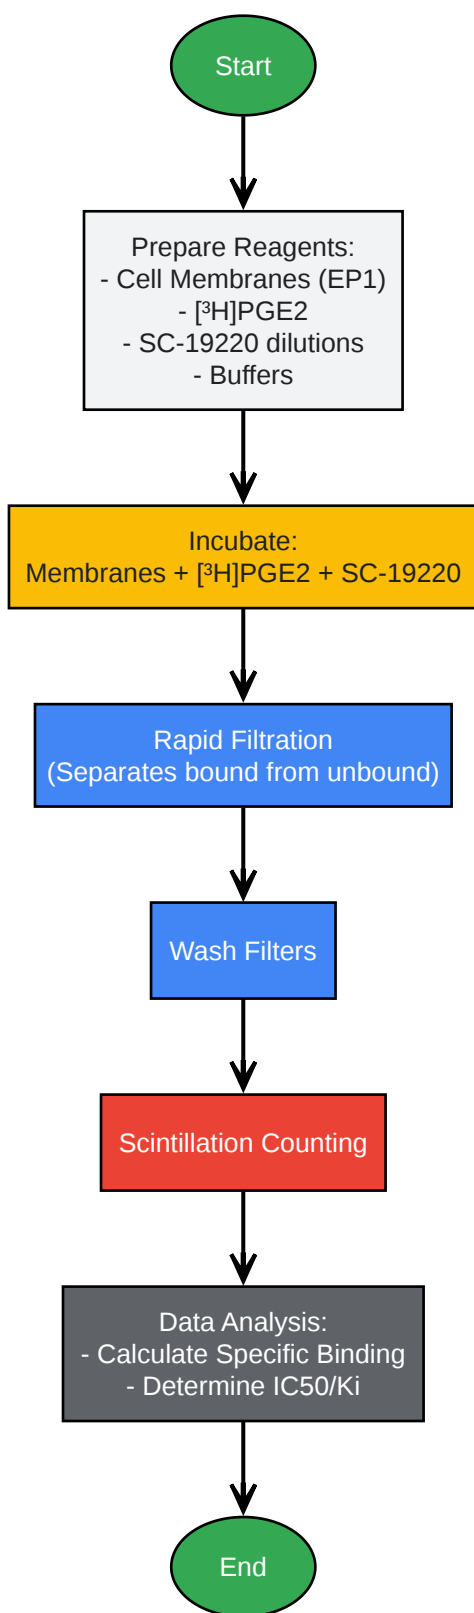 Start
Prepare Reagents:
- Cell Membranes (EP1)
- [³H]PGE2
- SC-19220 dilutions
- Buffers
Incubate:
Membranes + [³H]PGE2 + SC-19220
Rapid Filtration
(Separates bound from unbound)
Wash Filters
Scintillation Counting
Data Analysis:
- Calculate Specific Binding
- Determine IC50/Ki
End